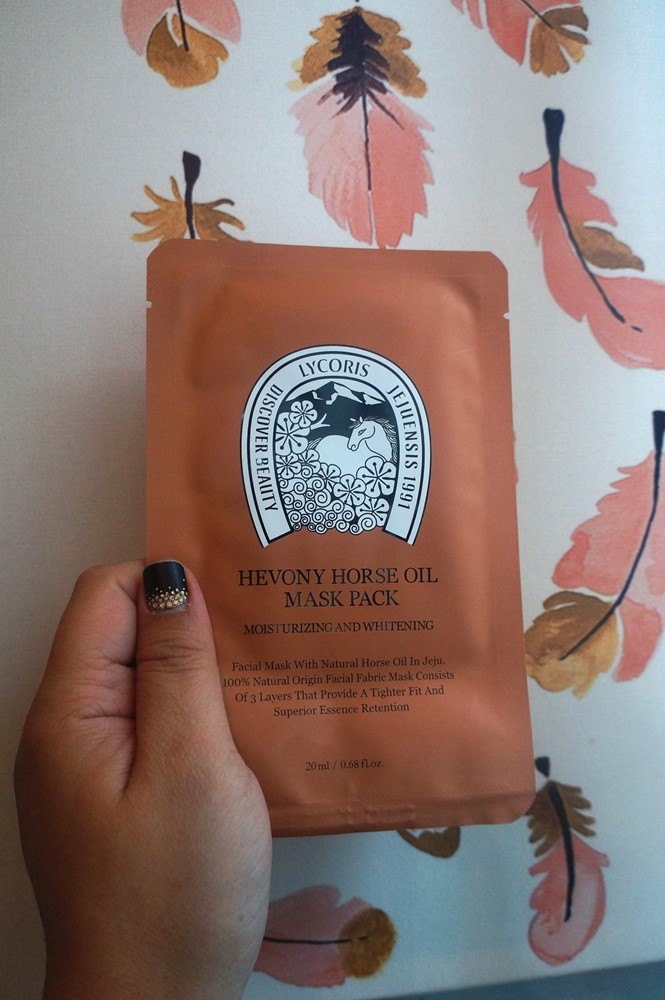 DISCOVER BEAUTY LYCORIS JEJUENSIS 1991
HEVONY HORSE OIL
MASK PACK
MOISTURIZING AND WHITENING
Facial Mask With Natural Horse Oil In Jeju.
100% Natural Origin Facial Fabric Mask Consists
Of 3 Layers That Provide A Tighter Fit And
Superior Essence Retention
20ml / 0.68 fl.oz.